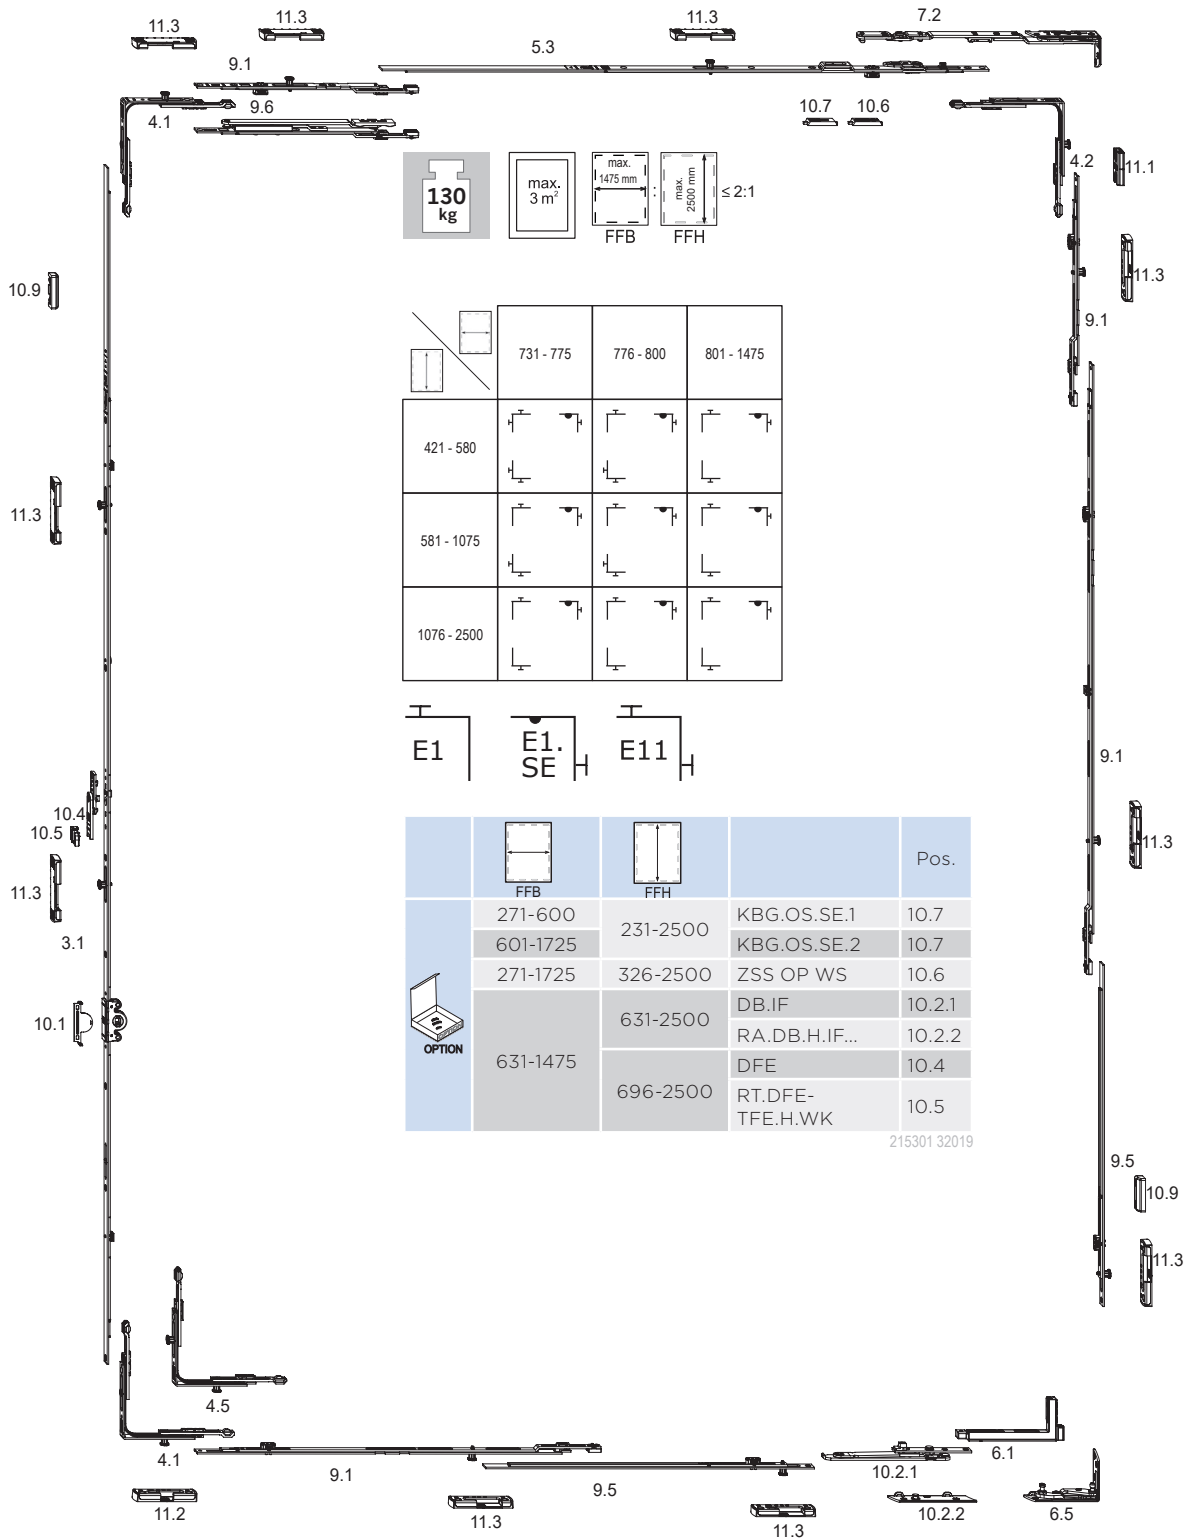 11.3
11.3
11.3
7.2
5.3
9.1
9.6
4.1
10.7
10.6
4.2
11.1
130
kg
max.
3 m²
max.
1475 mm
:
max.
2500 mm
≤ 2:1
FFB
FFH
10.9
11.3
9.1
731 - 775
776 - 800
801 - 1475
421 - 580
581 - 1075
1076 - 2500
11.3
E1
E1.
SE
E11
9.1
10.4
10.5
11.3
11.3
3.1
10.1
FFB
FFH
Pos.
271-600
231-2500
KBG.OS.SE.1
10.7
601-1725
KBG.OS.SE.2
10.7
271-1725
326-2500
ZSS OP WS
10.6
OPTION
631-1475
631-2500
DB.IF
10.2.1
RA.DB.H.IF...
10.2.2
696-2500
DFE
10.4
RT.DFE-
TFE.H.WK
10.5
215301 32019
9.5
10.9
11.3
4.5
4.1
9.1
9.5
10.2.1
6.1
11.2
11.3
11.3
10.2.2
6.5